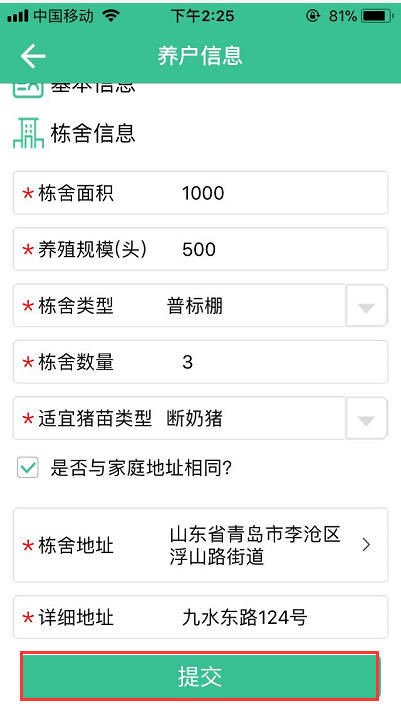 中国移动 下午2:25 81%
养户信息
基本信息
栋舍信息
*栋舍面积 1000
*养殖规模(头) 500
*栋舍类型 普标棚
*栋舍数量 3
*适宜猪苗类型 断奶猪
是否与家庭地址相同?
*栋舍地址 山东省青岛市李沧区
浮山路街道
*详细地址 九水东路124号
提交